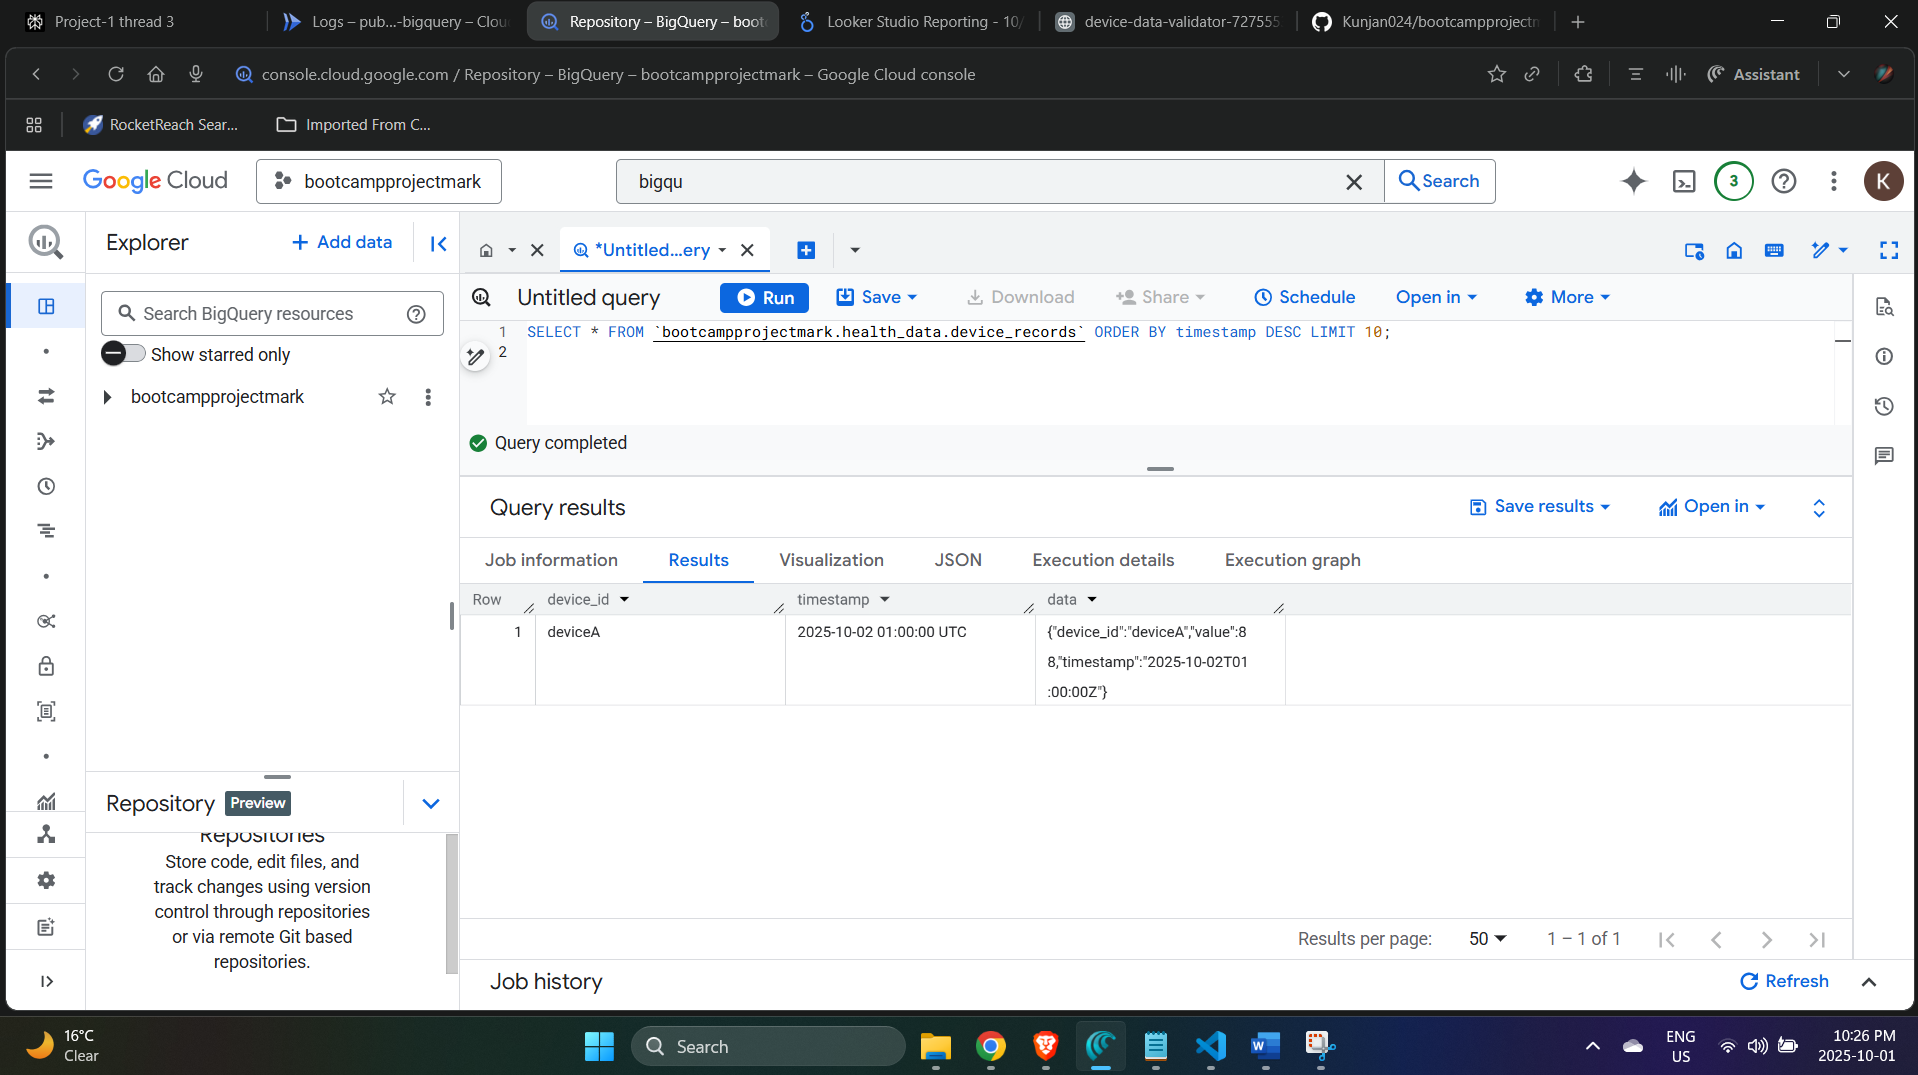 Project-1 thread 3
Logs – pub...-bigquery – Clou
Repository – BigQuery – boot
Looker Studio Reporting - 10/
device-data-validator-727555
Kunjan024/bootcampprojectm
console.cloud.google.com / Repository – BigQuery – bootcampprojectmark – Google Cloud console
Assistant
RocketReach Sear...
Imported From C...
Google Cloud
bootcampprojectmark
bigqu
Search
3
K
Explorer
+ Add data
*Untitled...ery
Search BigQuery resources
Show starred only
bootcampprojectmark
Untitled query
Run
Save
Download
Share
Schedule
Open in
More
1
SELECT * FROM `bootcampprojectmark.health_data.device_records` ORDER BY timestamp DESC LIMIT 10;
2
Query completed
Query results
Save results
Open in
Job information
Results
Visualization
JSON
Execution details
Execution graph
Row
device_id
timestamp
data
1
deviceA
2025-10-02 01:00:00 UTC
{"device_id":"deviceA","value":8
8,"timestamp":"2025-10-02T01
:00:00Z"}
Repository
Preview
Repositories
Store code, edit files, and
track changes using version
control through repositories
or via remote Git based
repositories.
Results per page:
50
1 – 1 of 1
Job history
Refresh
16°C
Clear
Search
ENG
US
10:26 PM
2025-10-01